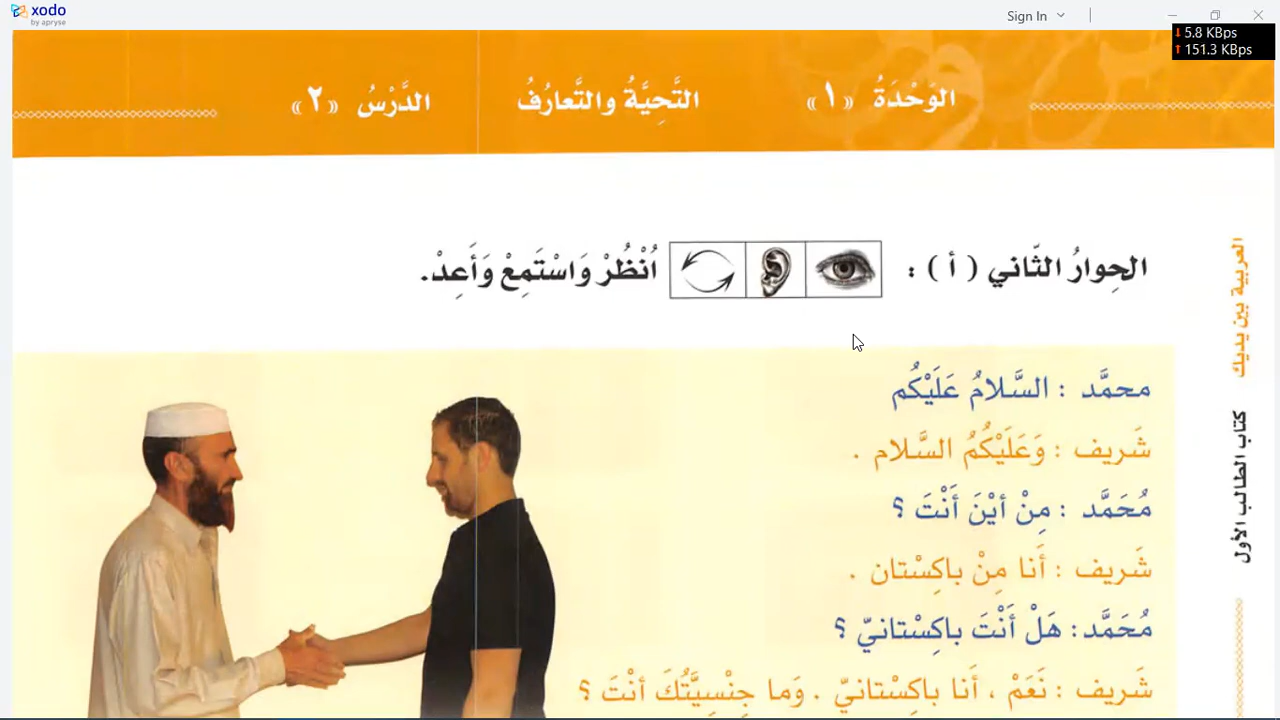 xodo
by apryse
Sign In
↓ 5.8 KBps
↑ 151.3 KBps
الوَحْدَةُ «١» التَّحِيَّةُ والتَّعارُفُ الدَّرْسُ «٢»
الحِوارُ الثّاني ( أ ) : اُنْظُرْ وَاسْتَمِعْ وَأَعِدْ.
محمَّد : السَّلامُ عَلَيْكُم
شَريف : وَعَلَيْكُمُ السَّلام .
مُحَمَّد : مِنْ أيْنَ أَنْتَ ؟
شَريف : أَنا مِنْ باكِسْتان .
مُحَمَّد : هَلْ أَنْتَ باكِسْتانيّ ؟
شَريف : نَعَمْ ، أَنا باكِسْتانيّ . وَما جِنْسِيَّتُكَ أنْتَ ؟
العربية بين يديك
كتاب الطالب الأول